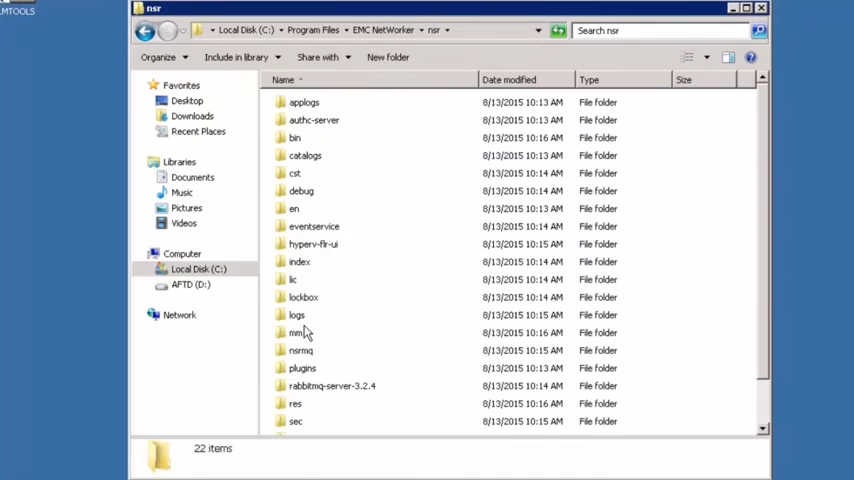 LMTOOLS
nsr
Local Disk (C:) Program Files EMC NetWorker nsr
Search nsr
Organize Include in library Share with New folder
Name Date modified Type Size
Favorites
Desktop
Downloads
Recent Places
Libraries
Documents
Music
Pictures
Videos
Computer
Local Disk (C:)
AFTD (D:)
Network
applogs 8/13/2015 10:13 AM File folder
authc-server 8/13/2015 10:13 AM File folder
bin 8/13/2015 10:16 AM File folder
catalogs 8/13/2015 10:13 AM File folder
cst 8/13/2015 10:14 AM File folder
debug 8/13/2015 10:14 AM File folder
en 8/13/2015 10:13 AM File folder
eventservice 8/13/2015 10:14 AM File folder
hyperv-flr-ui 8/13/2015 10:15 AM File folder
index 8/13/2015 10:14 AM File folder
lic 8/13/2015 10:14 AM File folder
lockbox 8/13/2015 10:14 AM File folder
logs 8/13/2015 10:15 AM File folder
mm 8/13/2015 10:16 AM File folder
nsrmq 8/13/2015 10:15 AM File folder
plugins 8/13/2015 10:15 AM File folder
rabbitmq-server-3.2.4 8/13/2015 10:14 AM File folder
res 8/13/2015 10:16 AM File folder
sec 8/13/2015 10:15 AM File folder
22 items